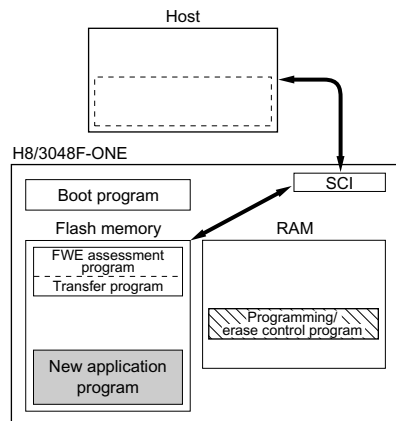 Host
H8/3048F-ONE
SCI
Boot program
Flash memory
RAM
FWE assessment
program
Transfer program
Programming/
erase control program
New application
program